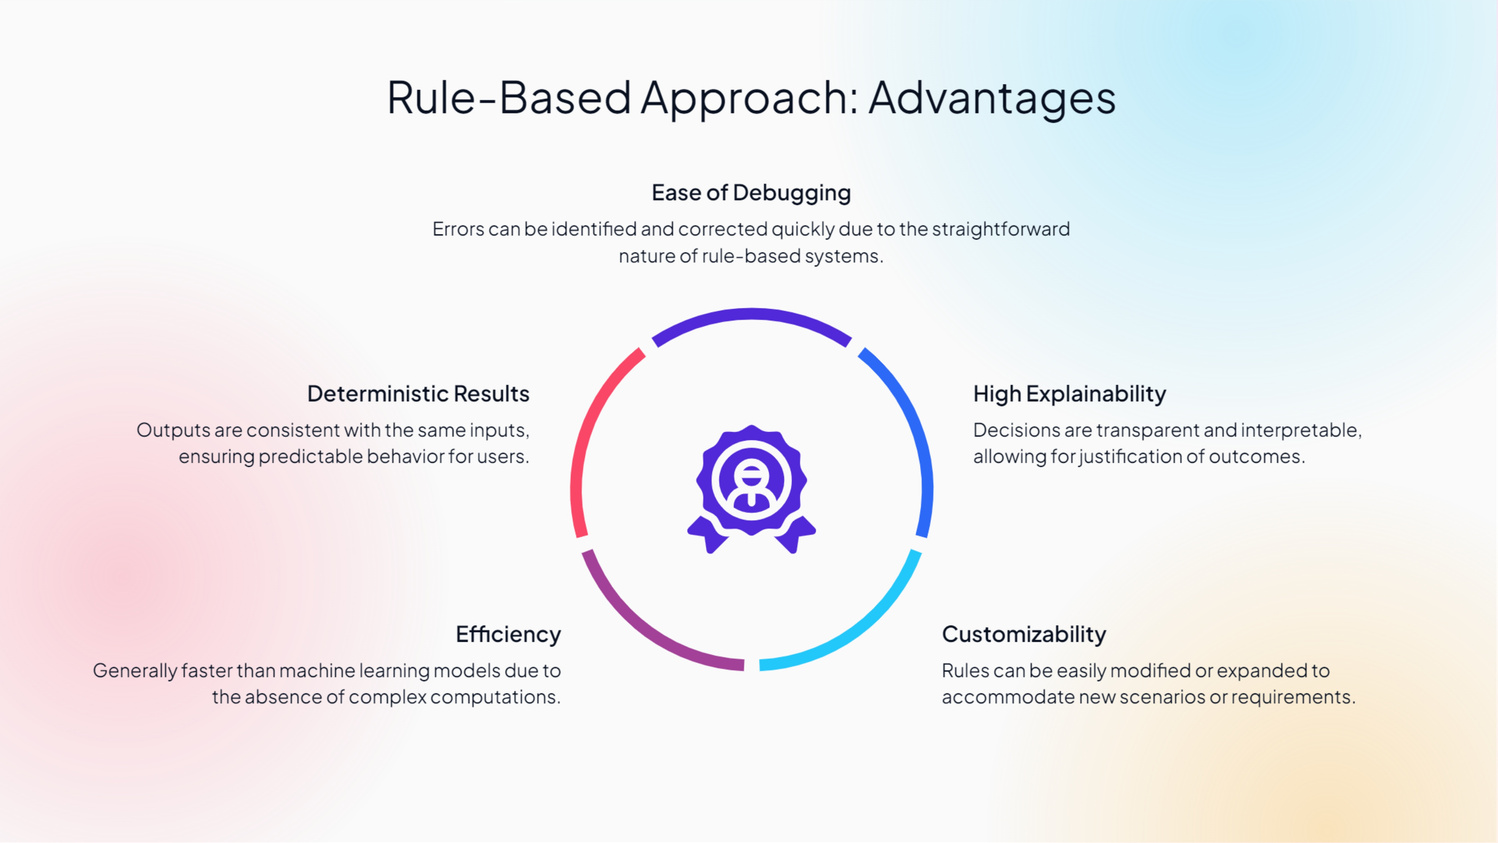 Rule-Based Approach: Advantages
Ease of Debugging
Errors can be identified and corrected quickly due to the straightforward
nature of rule-based systems.
Deterministic Results
Outputs are consistent with the same inputs,
ensuring predictable behavior for users.
High Explainability
Decisions are transparent and interpretable,
allowing for justification of outcomes.
Efficiency
Generally faster than machine learning models due to
the absence of complex computations.
Customizability
Rules can be easily modified or expanded to
accommodate new scenarios or requirements.